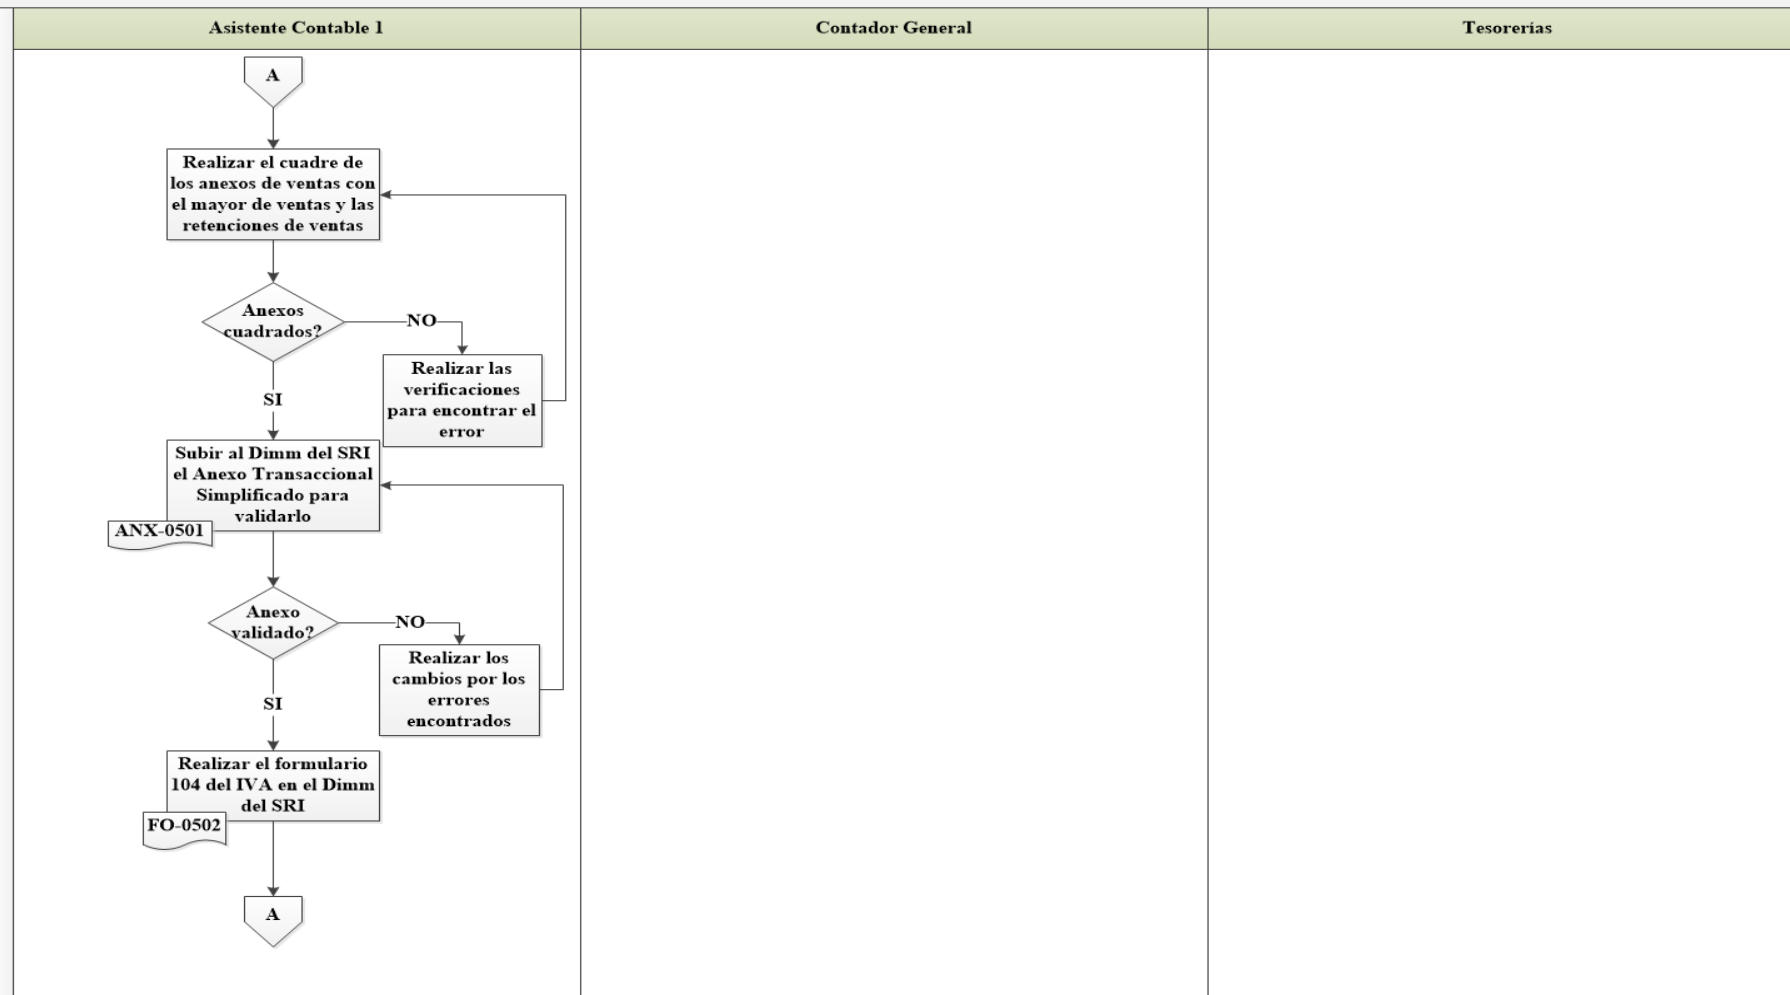 Asistente Contable 1
Contador General
Tesorerías
A
Realizar el cuadre de
los anexos de ventas con
el mayor de ventas y las
retenciones de ventas
Anexos
cuadrados?
NO
Realizar las
verificaciones
para encontrar el
error
SI
Subir al Dimm del SRI
el Anexo Transaccional
Simplificado para
validarlo
ANX-0501
Anexo
validado?
NO
Realizar los
cambios por los
errores
encontrados
SI
Realizar el formulario
104 del IVA en el Dimm
del SRI
FO-0502
A